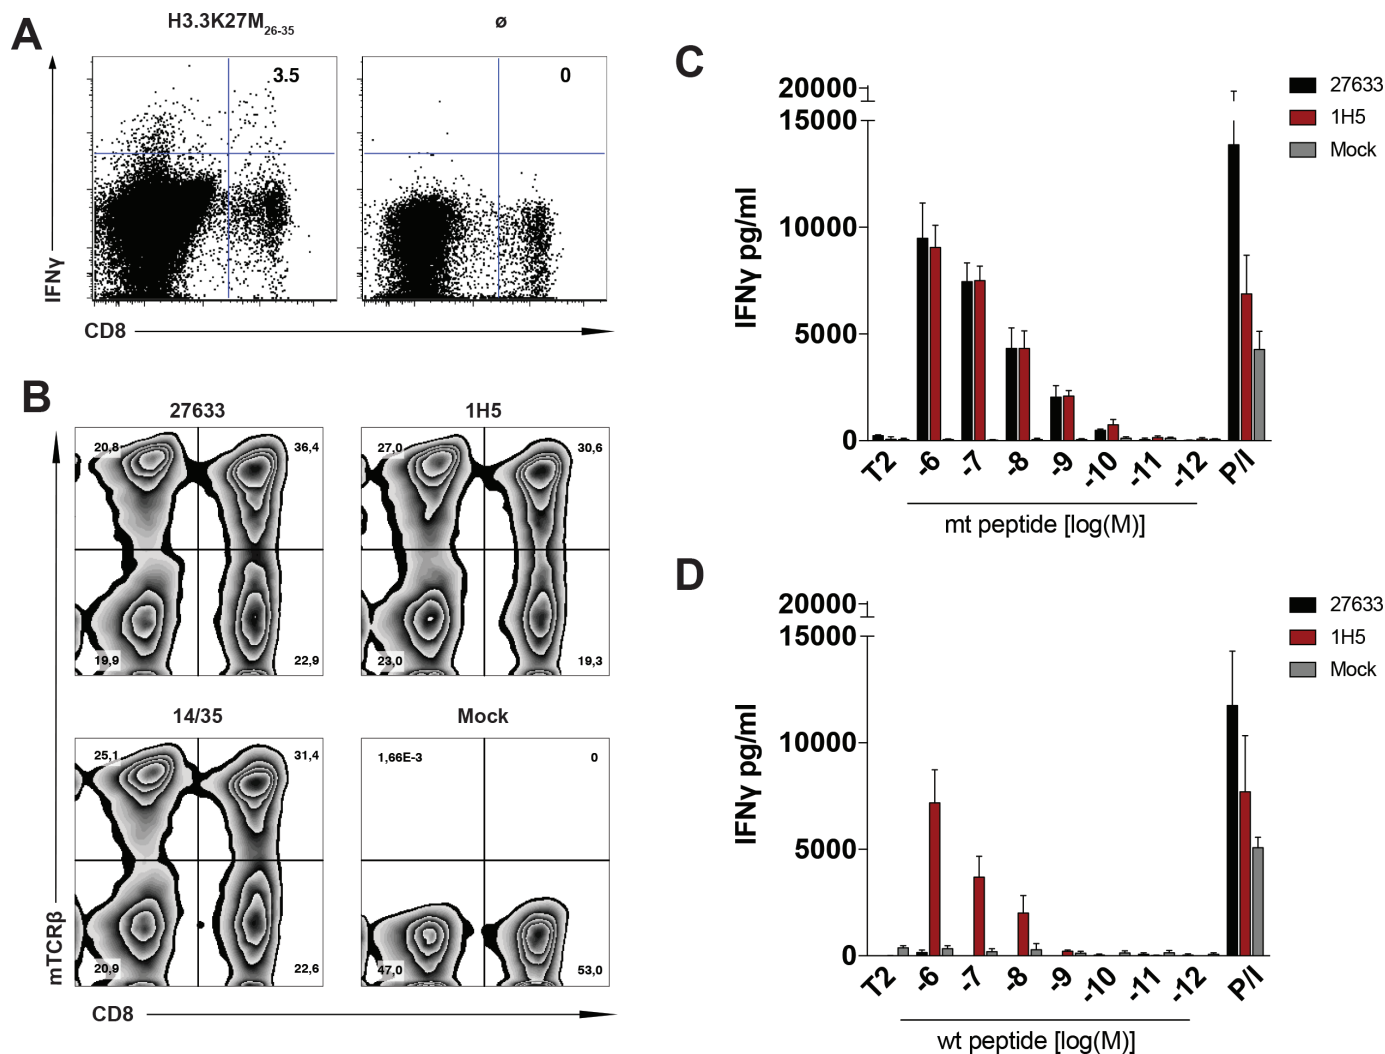 A
H3.3K27M26-35
ø
3.5
0
IFNγ
CD8
B
27633
1H5
20,8
36,4
27,0
30,6
19,9
22,9
23,0
19,3
14/35
Mock
25,1
31,4
1,66E-3
0
20,9
22,6
47,0
53,0
mTCRβ
CD8
C
20000
15000
10000
5000
0
IFNγ pg/ml
T2 -6 -7 -8 -9 -10 -11 -12 P/I
mt peptide [log(M)]
27633
1H5
Mock
D
20000
15000
10000
5000
0
IFNγ pg/ml
T2 -6 -7 -8 -9 -10 -11 -12 P/I
wt peptide [log(M)]
27633
1H5
Mock